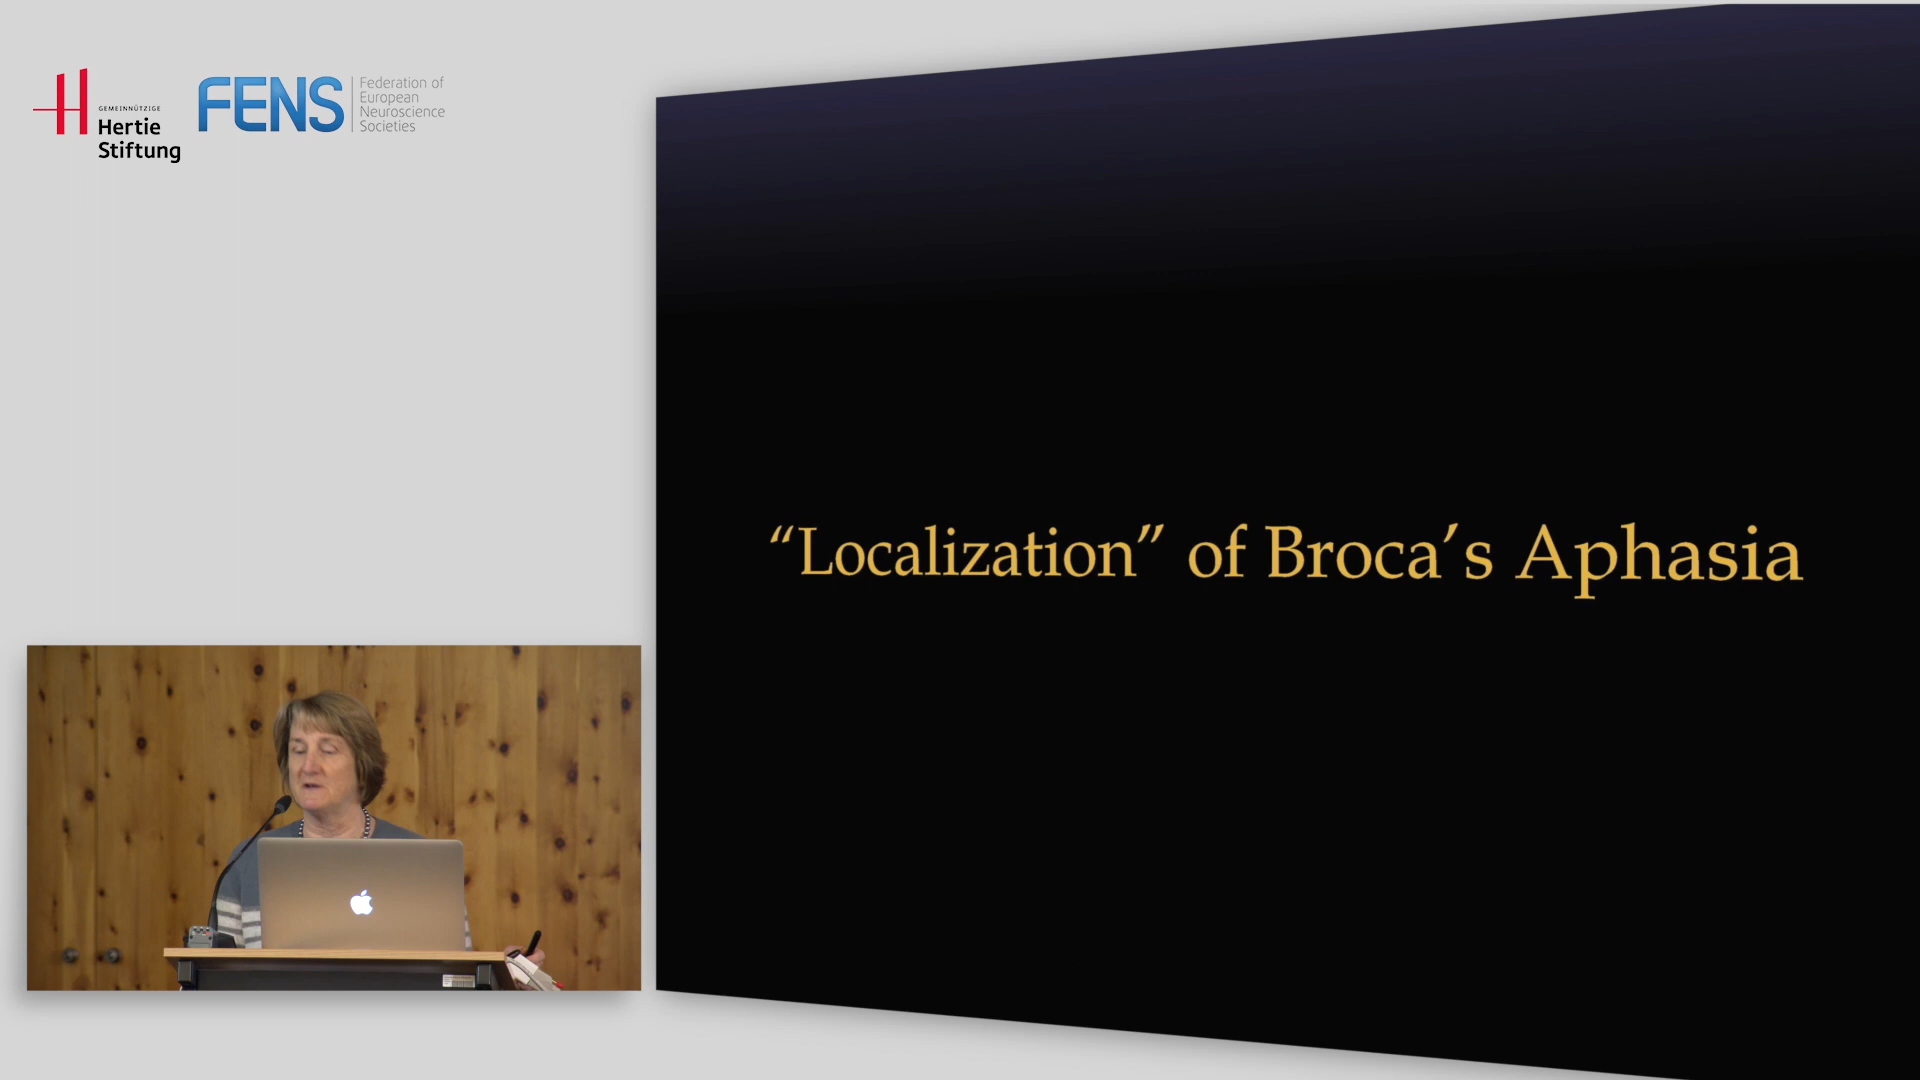 GEMEINNÜTZIGE
Hertie
Stiftung
FENS
Federation of
European
Neuroscience
Societies
“Localization” of Broca’s Aphasia